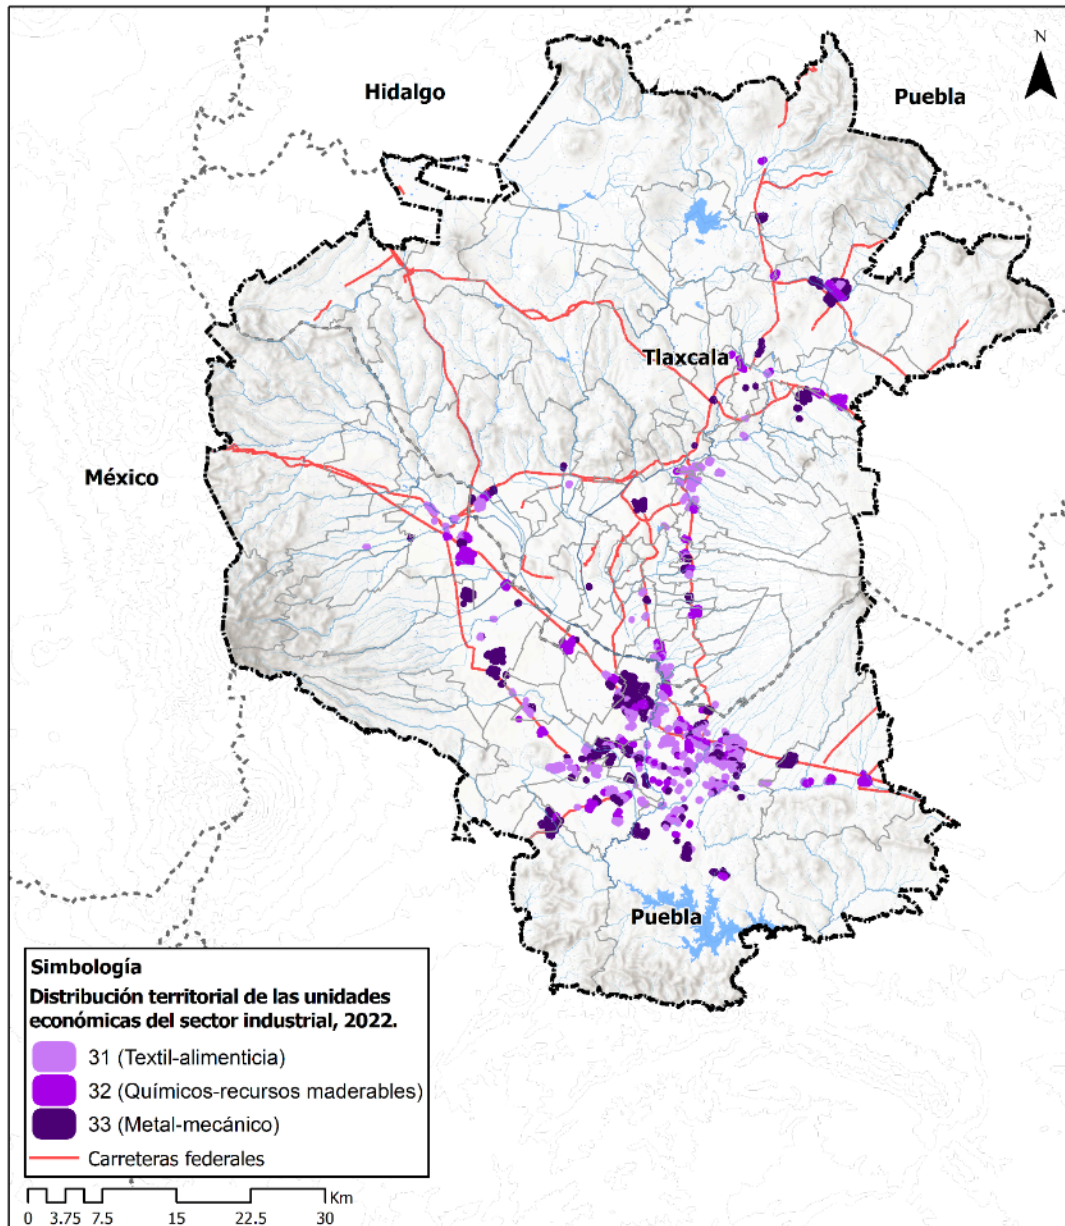 N
Hidalgo
Puebla
Tlaxcala
México
Puebla
Simbología
Distribución territorial de las unidades
económicas del sector industrial, 2022.
31 (Textil-alimenticia)
32 (Químicos-recursos maderables)
33 (Metal-mecánico)
Carreteras federales
Km
0 3.75 7.5 15 22.5 30